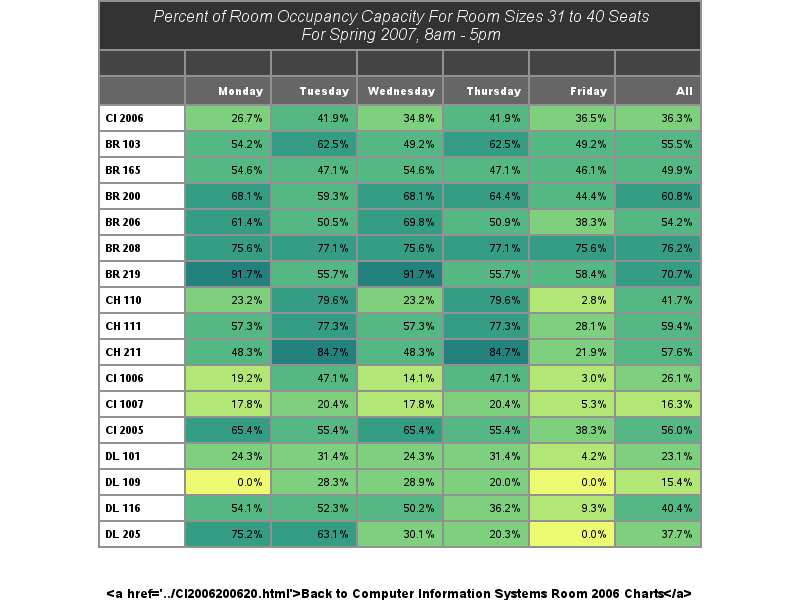 Percent of Room Occupancy Capacity For Room Sizes 31 to 40 Seats
For Spring 2007, 8am - 5pm
Monday Tuesday Wednesday Thursday Friday All
CI 2006 26.7% 41.9% 34.8% 41.9% 36.5% 36.3%
BR 103 54.2% 62.5% 49.2% 62.5% 49.2% 55.5%
BR 165 54.6% 47.1% 54.6% 47.1% 46.1% 49.9%
BR 200 68.1% 59.3% 68.1% 64.4% 44.4% 60.8%
BR 206 61.4% 50.5% 69.8% 50.9% 38.3% 54.2%
BR 208 75.6% 77.1% 75.6% 77.1% 75.6% 76.2%
BR 219 91.7% 55.7% 91.7% 55.7% 58.4% 70.7%
CH 110 23.2% 79.6% 23.2% 79.6% 2.8% 41.7%
CH 111 57.3% 77.3% 57.3% 77.3% 28.1% 59.4%
CH 211 48.3% 84.7% 48.3% 84.7% 21.9% 57.6%
CI 1006 19.2% 47.1% 14.1% 47.1% 3.0% 26.1%
CI 1007 17.8% 20.4% 17.8% 20.4% 5.3% 16.3%
CI 2005 65.4% 55.4% 65.4% 55.4% 38.3% 56.0%
DL 101 24.3% 31.4% 24.3% 31.4% 4.2% 23.1%
DL 109 0.0% 28.3% 28.9% 20.0% 0.0% 15.4%
DL 116 54.1% 52.3% 50.2% 36.2% 9.3% 40.4%
DL 205 75.2% 63.1% 30.1% 20.3% 0.0% 37.7%
<a href='../CI2006200620.html'>Back to Computer Information Systems Room 2006 Charts</a>